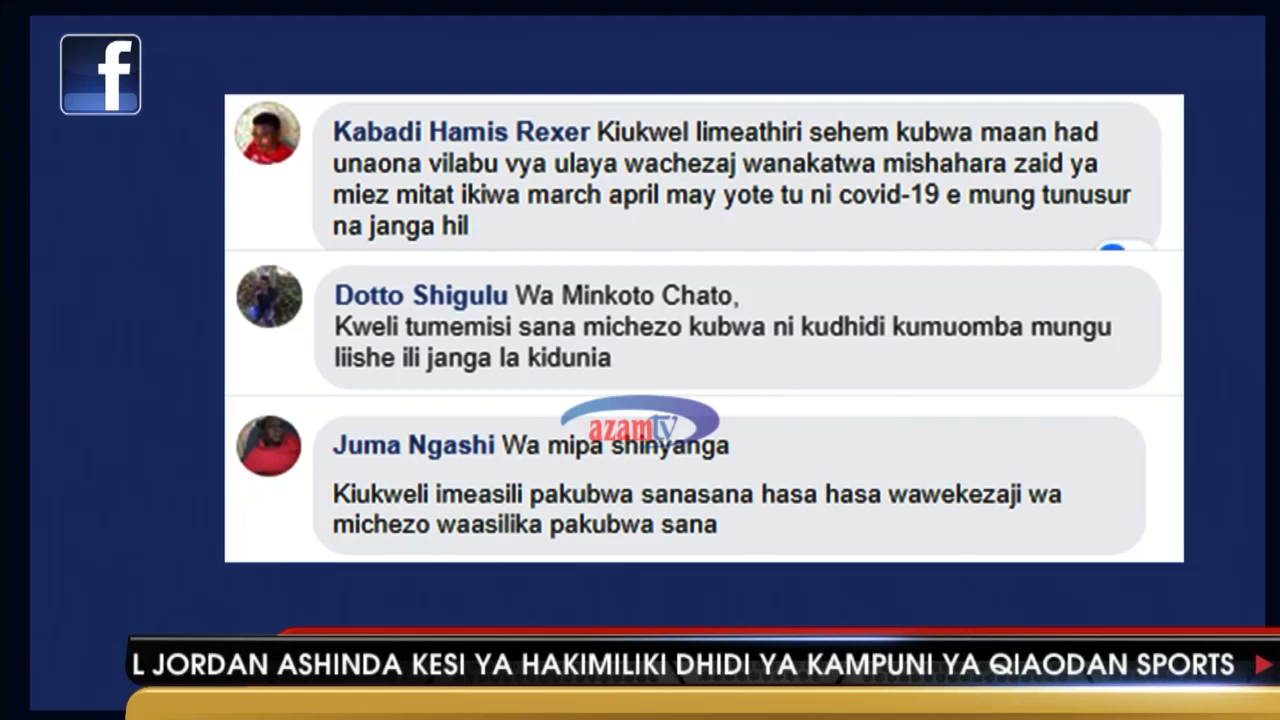 f
Kabadi Hamis Rexer Kiukwel limeathiri sehem kubwa maan had
unaona vilabu vya ulaya wachezaj wanakatwa mishahara zaid ya
miez mitat ikiwa march april may yote tu ni covid-19 e mung tunusur
na janga hil
Dotto Shigulu Wa Minkoto Chato,
Kweli tumemisi sana michezo kubwa ni kudhidi kumuomba mungu
liishe ili janga la kidunia
azamtv
Juma Ngashi Wa mipa shinyanga
Kiukweli imeasili pakubwa sanasana hasa hasa wawekezaji wa
michezo waasilika pakubwa sana
L JORDAN ASHINDA KESI YA HAKIMILIKI DHIDI YA KAMPUNI YA QIAODAN SPORTS